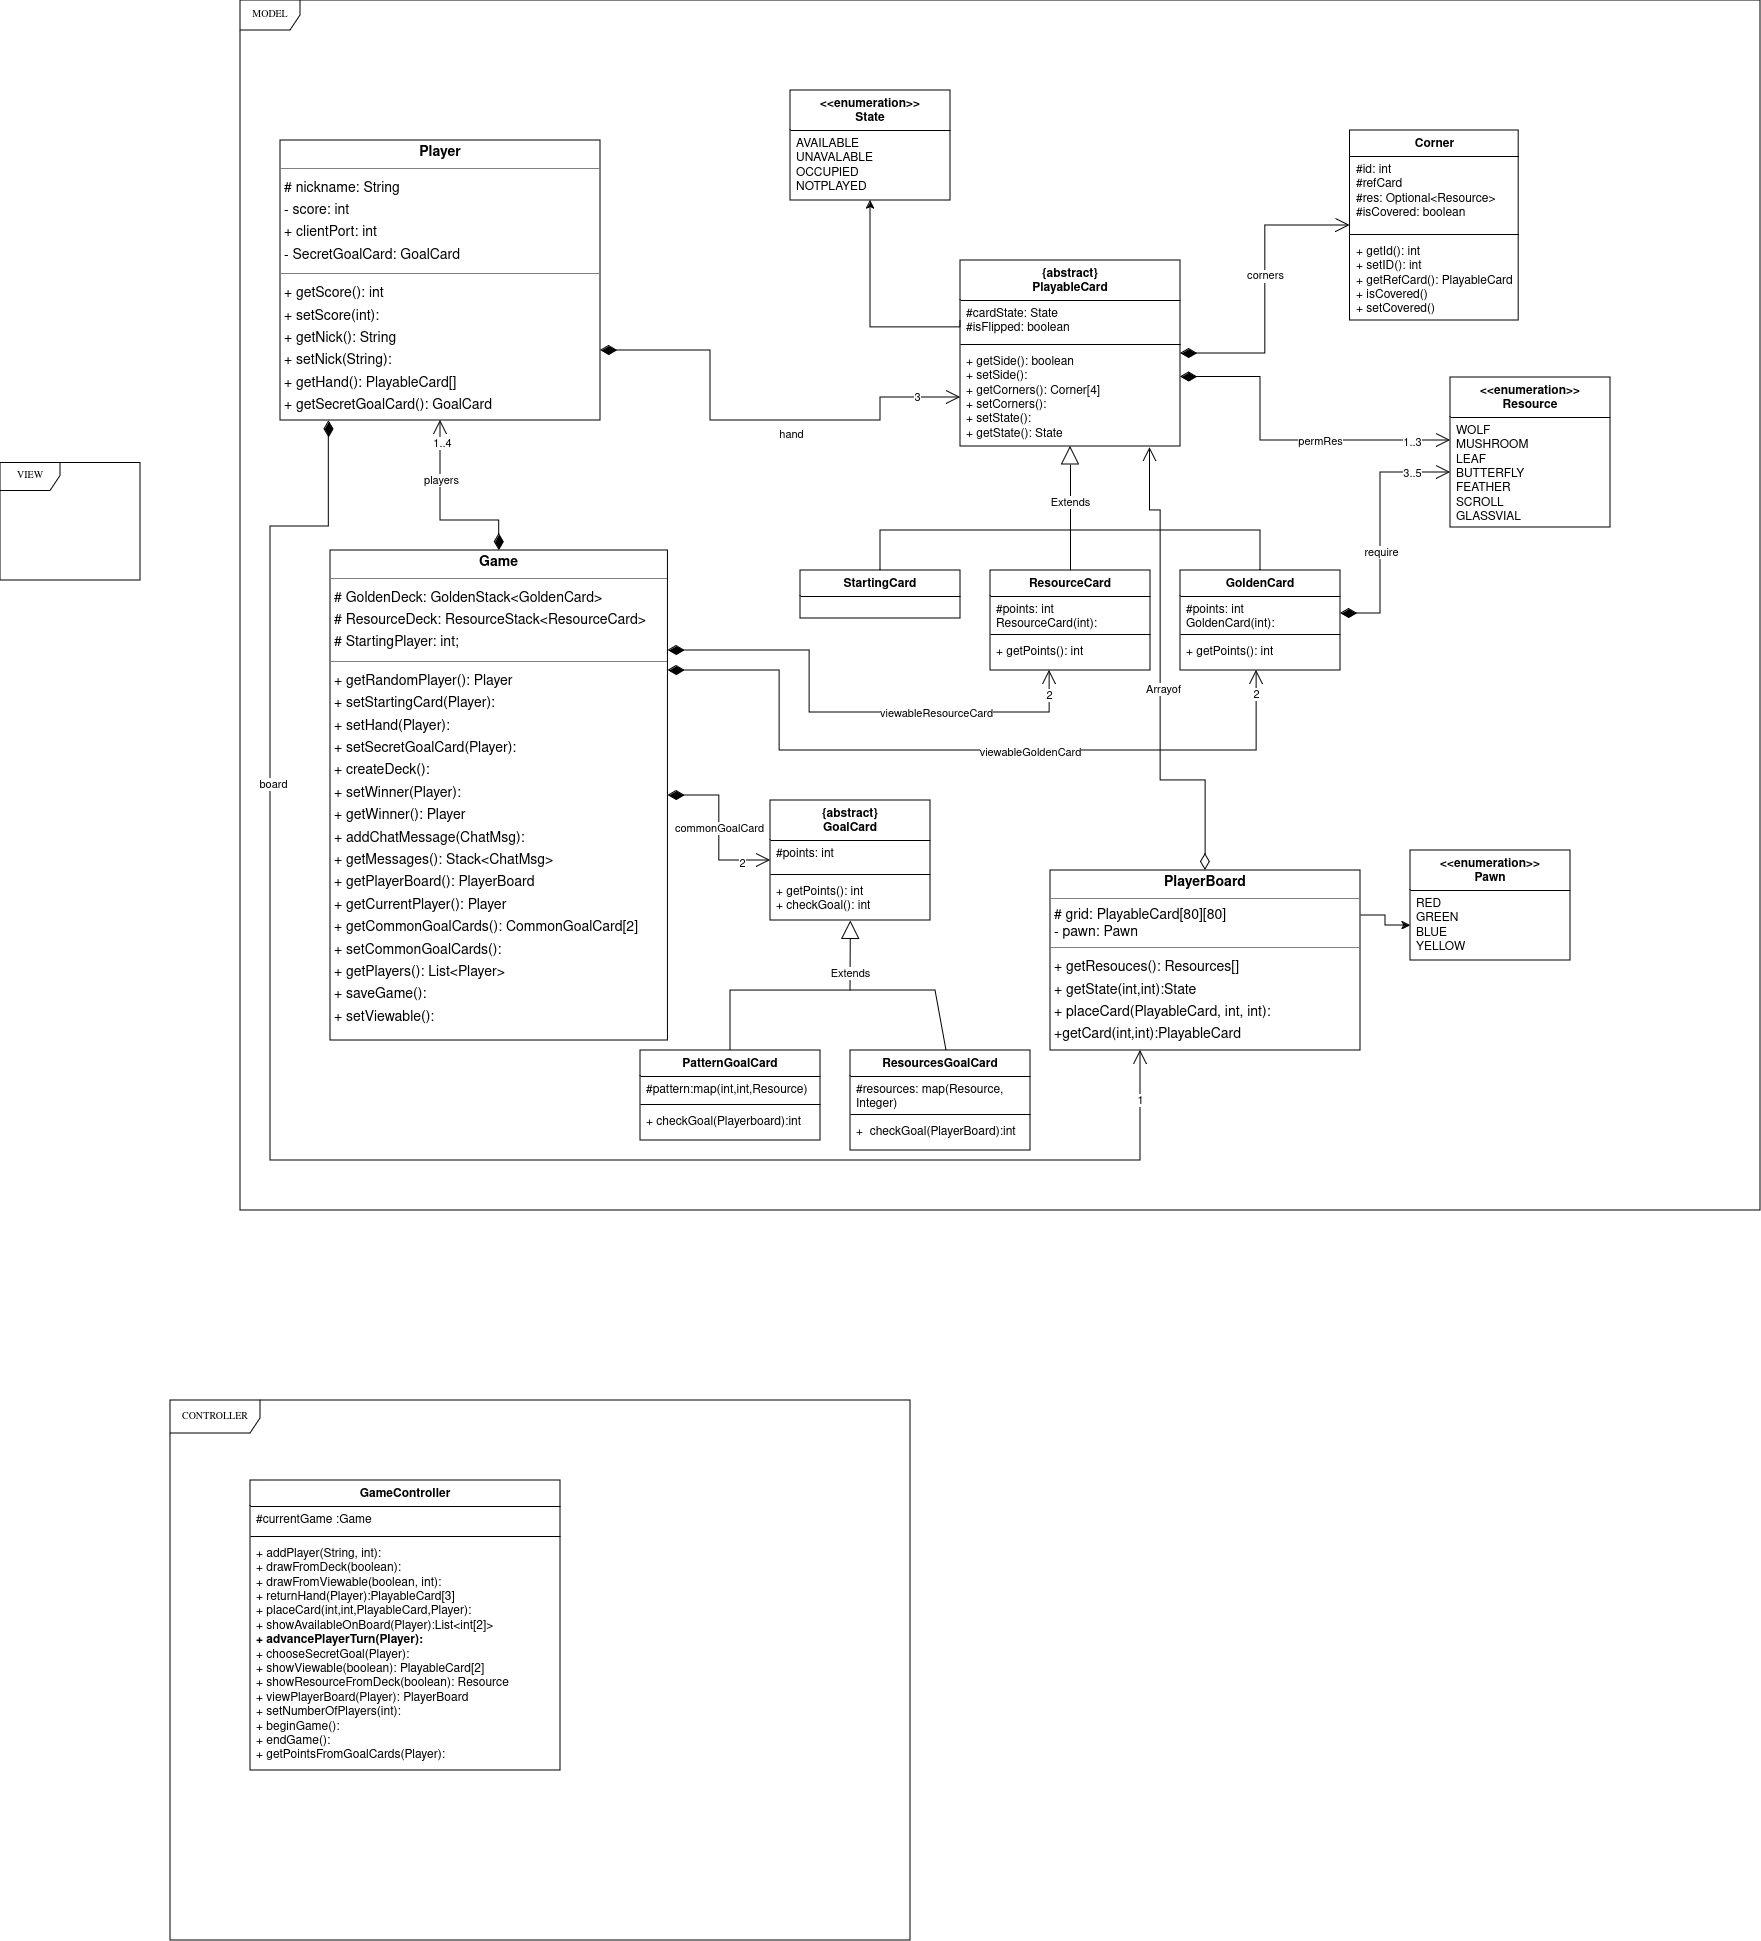 MODEL
<<enumeration>>
State
AVAILABLE
UNAVALABLE
OCCUPIED
NOTPLAYED
Player
# nickname: String
- score: int
+ clientPort: int
- SecretGoalCard: GoalCard
+ getScore(): int
+ setScore(int):
+ getNick(): String
+ setNick(String):
+ getHand(): PlayableCard[]
+ getSecretGoalCard(): GoalCard
Corner
#id: int
#refCard
#res: Optional<Resource>
#isCovered: boolean
+ getId(): int
+ setID(): int
+ getRefCard(): PlayableCard
+ isCovered()
+ setCovered()
corners
{abstract}
PlayableCard
#cardState: State
#isFlipped: boolean
+ getSide(): boolean
+ setSide():
+ getCorners(): Corner[4]
+ setCorners():
+ setState():
+ getState(): State
3
hand
<<enumeration>>
Resource
WOLF
MUSHROOM
LEAF
BUTTERFLY
FEATHER
SCROLL
GLASSVIAL
permRes
1..3
3..5
require
1..4
players
VIEW
Extends
Game
# GoldenDeck: GoldenStack<GoldenCard>
# ResourceDeck: ResourceStack<ResourceCard>
# StartingPlayer: int;
+ getRandomPlayer(): Player
+ setStartingCard(Player):
+ setHand(Player):
+ setSecretGoalCard(Player):
+ createDeck():
+ setWinner(Player):
+ getWinner(): Player
+ addChatMessage(ChatMsg):
+ getMessages(): Stack<ChatMsg>
+ getPlayerBoard(): PlayerBoard
+ getCurrentPlayer(): Player
+ getCommonGoalCards(): CommonGoalCard[2]
+ setCommonGoalCards():
+ getPlayers(): List<Player>
+ saveGame():
+ setViewable():
StartingCard
ResourceCard
#points: int
ResourceCard(int):
+ getPoints(): int
GoldenCard
#points: int
GoldenCard(int):
+ getPoints(): int
2
Arrayof
2
viewableResourceCard
viewableGoldenCard
board
commonGoalCard
2
{abstract}
GoalCard
#points: int
+ getPoints(): int
+ checkGoal(): int
Extends
PlayerBoard
# grid: PlayableCard[80][80]
- pawn: Pawn
+ getResouces(): Resources[]
+ getState(int,int):State
+ placeCard(PlayableCard, int, int):
+getCard(int,int):PlayableCard
<<enumeration>>
Pawn
RED
GREEN
BLUE
YELLOW
PatternGoalCard
#pattern:map(int,int,Resource)
+ checkGoal(Playerboard):int
ResourcesGoalCard
#resources: map(Resource,
Integer)
+  checkGoal(PlayerBoard):int
1
CONTROLLER
GameController
#currentGame :Game
+ addPlayer(String, int):
+ drawFromDeck(boolean):
+ drawFromViewable(boolean, int):
+ returnHand(Player):PlayableCard[3]
+ placeCard(int,int,PlayableCard,Player):
+ showAvailableOnBoard(Player):List<int[2]>
+ advancePlayerTurn(Player):
+ chooseSecretGoal(Player):
+ showViewable(boolean): PlayableCard[2]
+ showResourceFromDeck(boolean): Resource
+ viewPlayerBoard(Player): PlayerBoard
+ setNumberOfPlayers(int):
+ beginGame():
+ endGame():
+ getPointsFromGoalCards(Player):